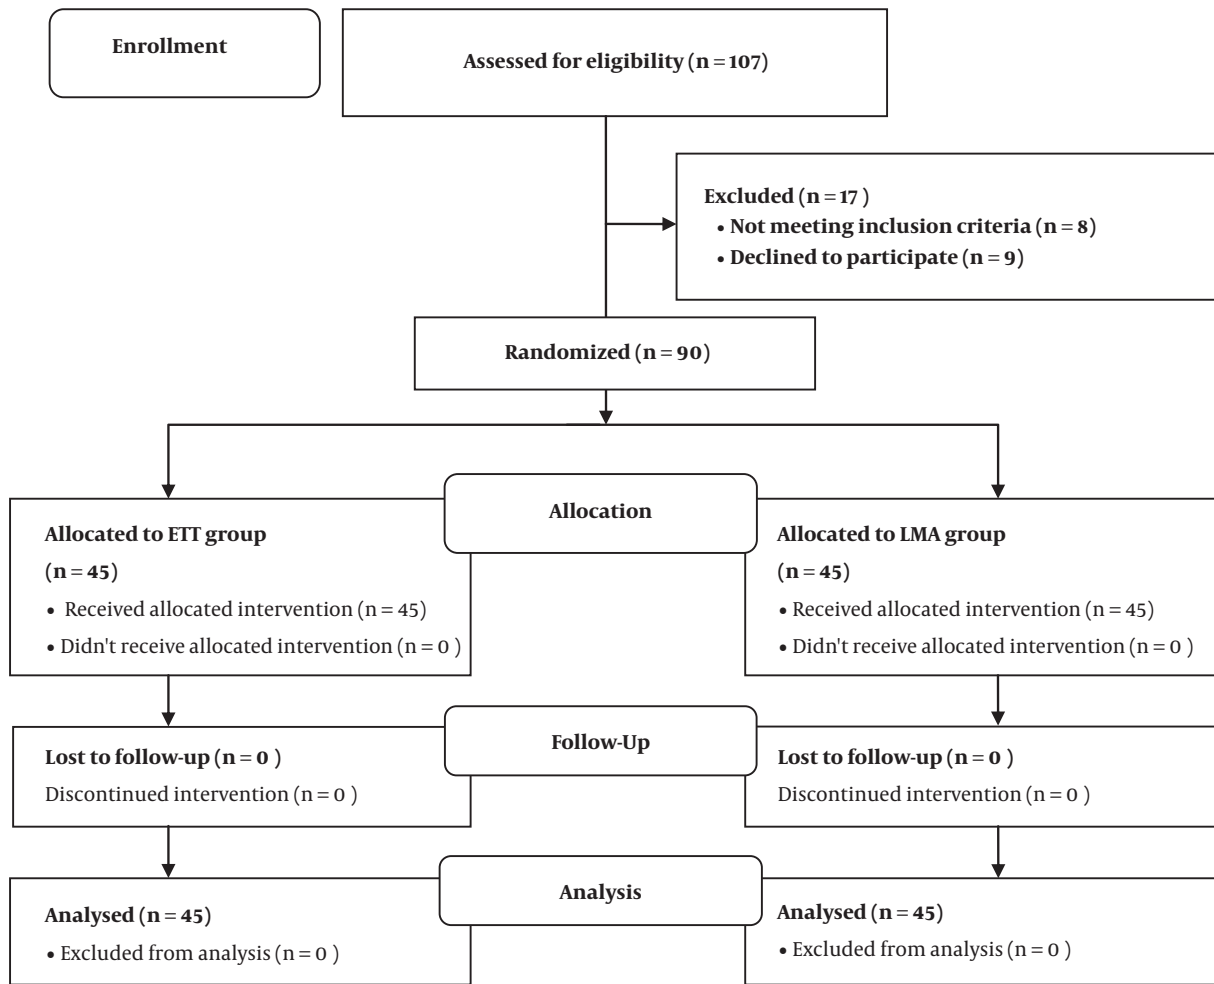 Enrollment
Assessed for eligibility (n = 107)
Excluded (n = 17 )
• Not meeting inclusion criteria (n = 8)
• Declined to participate (n = 9)
Randomized (n = 90)
Allocation
Allocated to ETT group
(n = 45)
• Received allocated intervention (n = 45)
• Didn't receive allocated intervention (n = 0 )
Allocated to LMA group
(n = 45)
• Received allocated intervention (n = 45)
• Didn't receive allocated intervention (n = 0 )
Follow-Up
Lost to follow-up (n = 0 )
Discontinued intervention (n = 0 )
Lost to follow-up (n = 0 )
Discontinued intervention (n = 0 )
Analysis
Analysed (n = 45)
• Excluded from analysis (n = 0 )
Analysed (n = 45)
• Excluded from analysis (n = 0 )